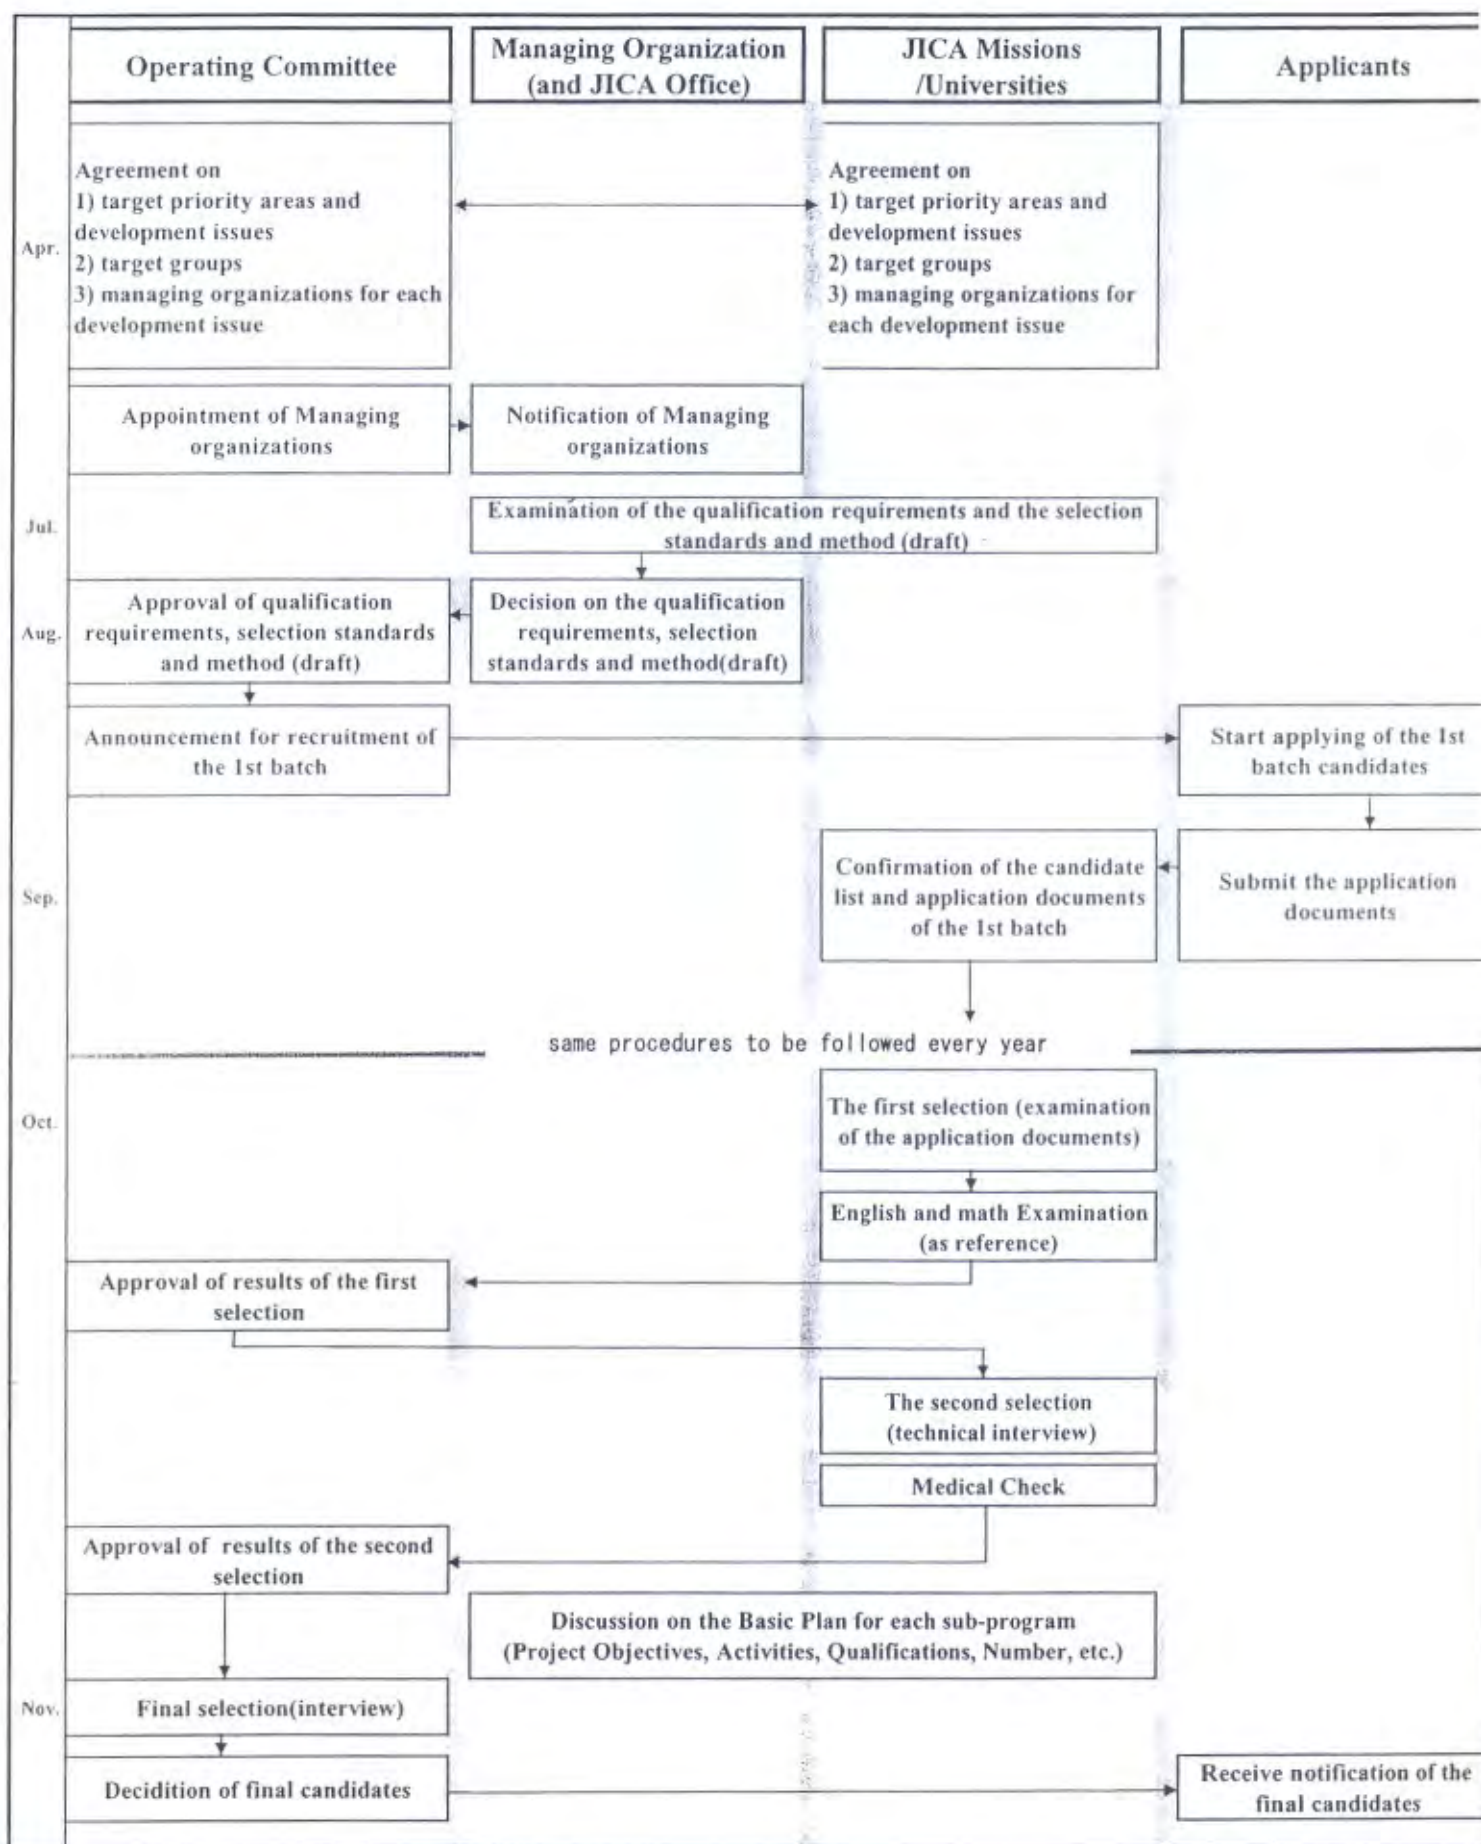 Operating Committee
Managing Organization
(and JICA Office)
JICA Missions
/Universities
Applicants
Apr.
Agreement on
1) target priority areas and
development issues
2) target groups
3) managing organizations for each
development issue
Agreement on
1) target priority areas and
development issues
2) target groups
3) managing organizations for
each development issue
Appointment of Managing
organizations
Notification of Managing
organizations
Jul.
Examination of the qualification requirements and the selection
standards and method (draft)
Aug.
Approval of qualification
requirements, selection standards
and method (draft)
Decision on the qualification
requirements, selection
standards and method(draft)
Announcement for recruitment of
the 1st batch
Start applying of the 1st
batch candidates
Sep.
Confirmation of the candidate
list and application documents
of the 1st batch
Submit the application
documents
same procedures to be followed every year
Oct.
The first selection (examination
of the application documents)
English and math Examination
(as reference)
Approval of results of the first
selection
The second selection
(technical interview)
Medical Check
Approval of results of the second
selection
Discussion on the Basic Plan for each sub-program
(Project Objectives, Activities, Qualifications, Number, etc.)
Nov.
Final selection(interview)
Decidition of final candidates
Receive notification of the
final candidates